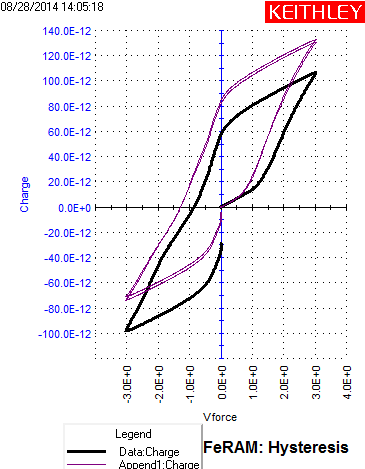 08/28/2014 14:05:18
KEITHLEY
140.0E-12
120.0E-12
100.0E-12
80.0E-12
60.0E-12
40.0E-12
20.0E-12
0.0E+0
-20.0E-12
-40.0E-12
-60.0E-12
-80.0E-12
-100.0E-12
Charge
-3.0E+0
-2.0E+0
-1.0E+0
0.0E+0
1.0E+0
2.0E+0
3.0E+0
4.0E+0
Vforce
Legend
Data:Charge
Append1:Charge
FeRAM: Hysteresis